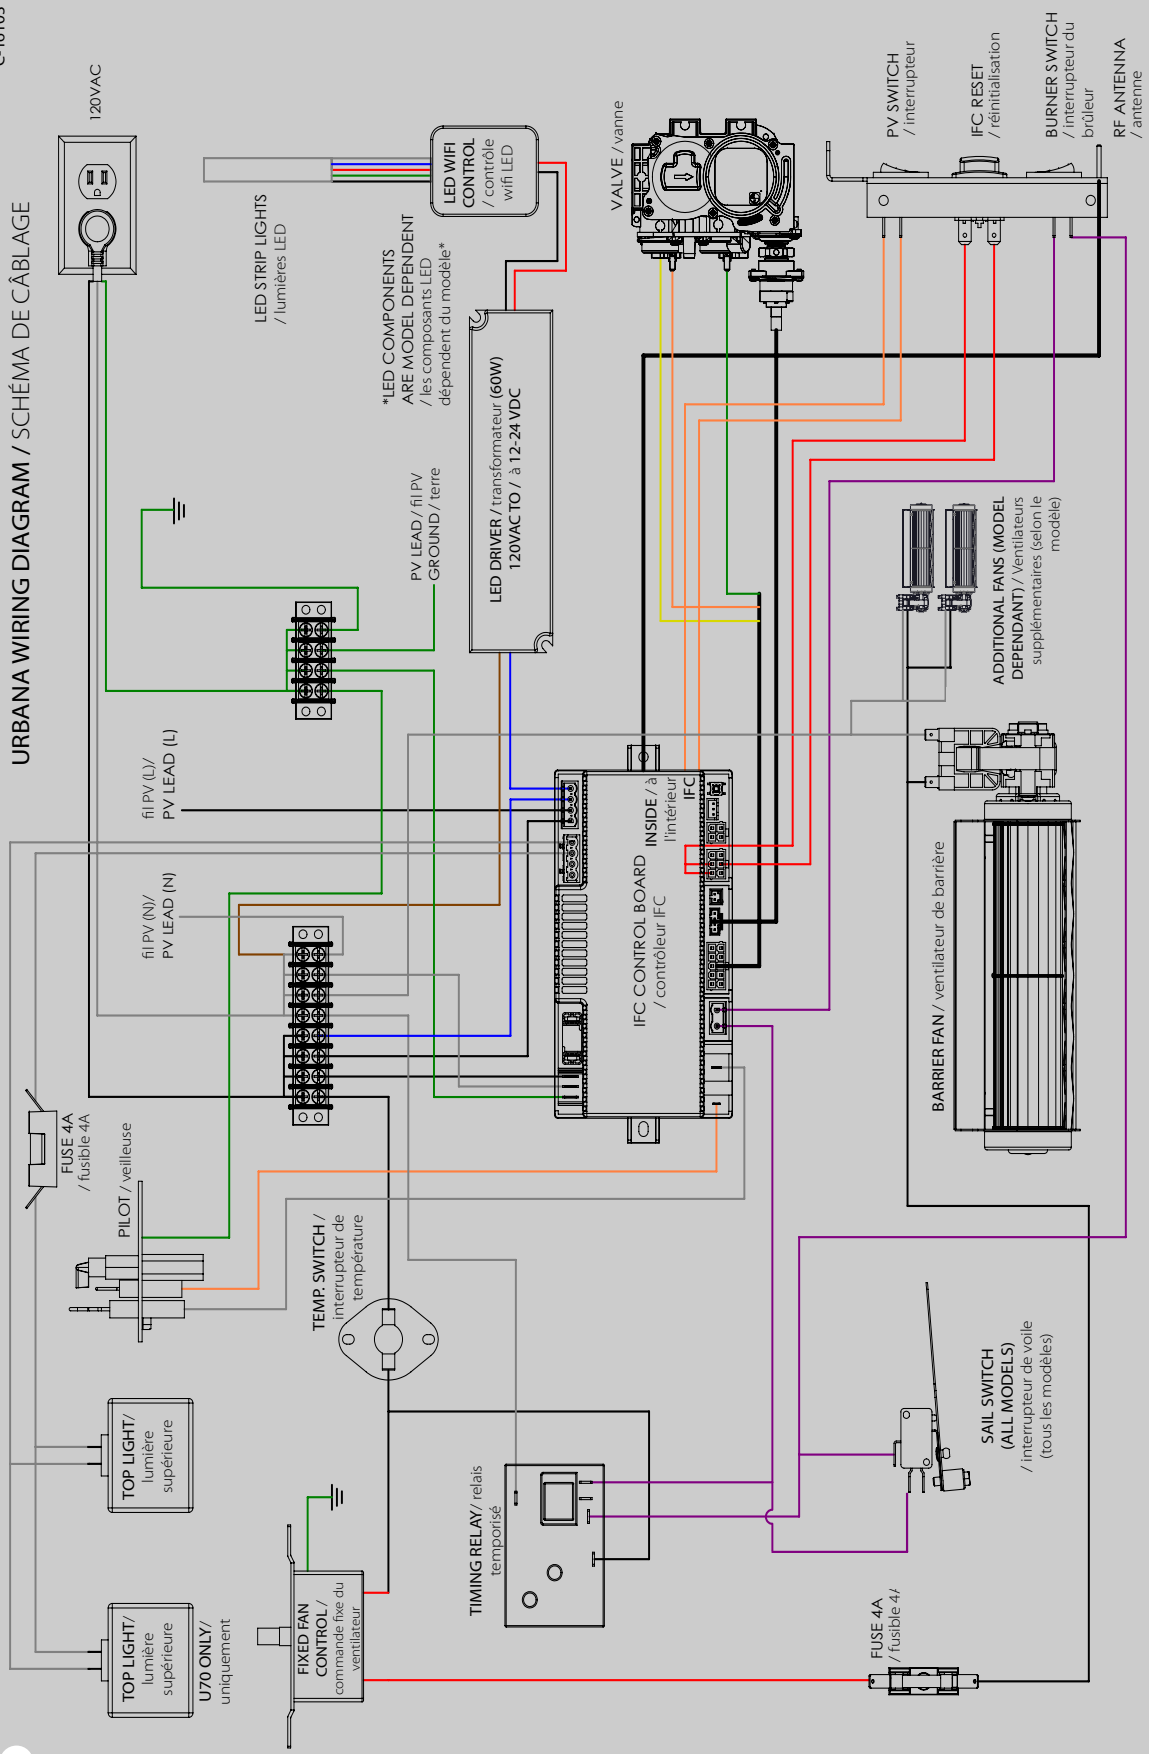 URBANA WIRING DIAGRAM / SCHÉMA DE CÂBLAGE
120VAC
LED STRIP LIGHTS
/ lumières LED
LED WIFI
CONTROL
/ contrôle
wifi LED
*LED COMPONENTS
ARE MODEL DEPENDENT
/ les composants LED
dépendent du modèle*
LED DRIVER / transformateur (60W)
120VAC TO / à 12-24 VDC
PV LEAD / fil PV
GROUND / terre
fil PV (L)/
PV LEAD (L)
fil PV (N)/
PV LEAD (N)
FUSE 4A
/ fusible 4A
PILOT / veilleuse
TEMP. SWITCH /
interrupteur de
température
TOP LIGHT/
lumière
supérieure
TOP LIGHT/
lumière
supérieure
U70 ONLY/
uniquement
FIXED FAN
CONTROL /
commande fixe du
ventilateur
TIMING RELAY/ relais
temporisé
IFC CONTROL BOARD
/ contrôleur IFC
INSIDE / à
l'intérieur
IFC
VALVE / vanne
PV SWITCH
/ interrupteur
IFC RESET
/ réinitialisation
BURNER SWITCH
/ interrupteur du
brûleur
RF ANTENNA
/ antenne
ADDITIONAL FANS (MODEL
DEPENDANT) / Ventilateurs
supplémentaires (selon le
modèle)
BARRIER FAN / ventilateur de barrière
SAIL SWITCH
(ALL MODELS)
/ interrupteur de voile
(tous les modèles)
FUSE 4A
/ fusible 4A